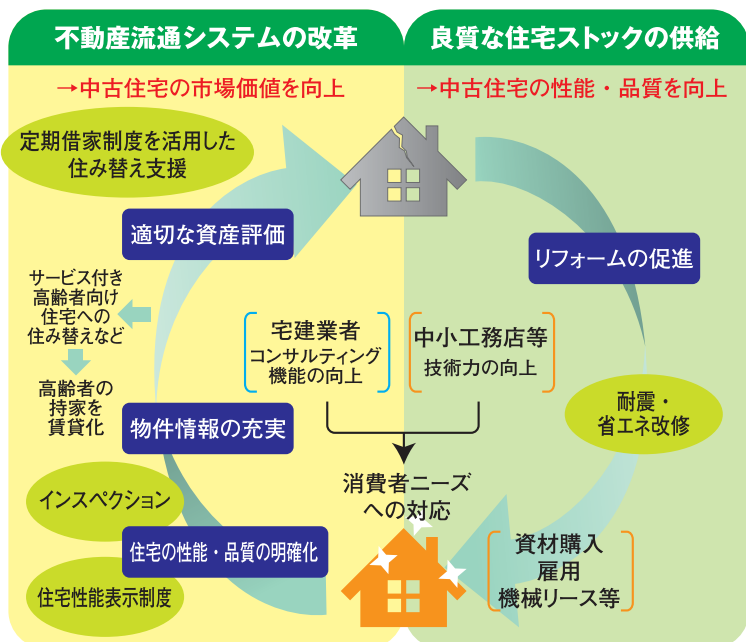 不動産流通システムの改革
→中古住宅の市場価値を向上
定期借家制度を活用した
住み替え支援
適切な資産評価
サービス付き
高齢者向け
住宅への
住み替えなど
高齢者の
持家を
賃貸化
物件情報の充実
インスペクション
住宅の性能・品質の明確化
住宅性能表示制度
宅建業者
コンサルティング
機能の向上
良質な住宅ストックの供給
→中古住宅の性能・品質を向上
リフォームの促進
中小工務店等
技術力の向上
耐震・
省エネ改修
消費者ニーズ
への対応
資材購入
雇用
機械リース等